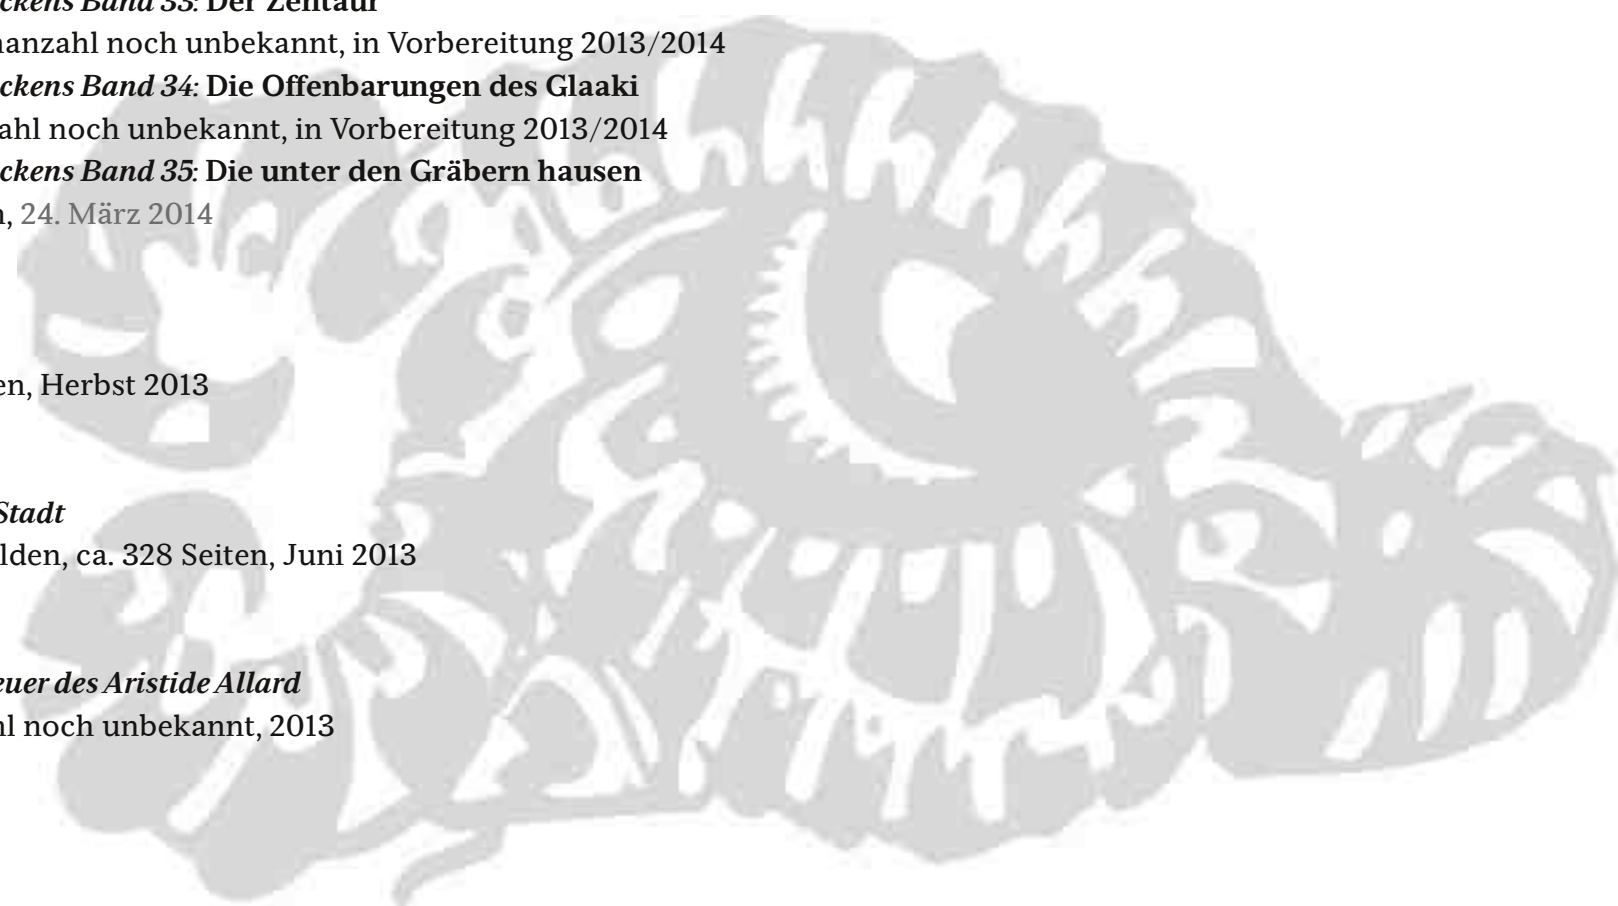 ckens Band 33: Der Zentaur
nanzahl noch unbekannt, in Vorbereitung 2013/2014
ckens Band 34: Die Offenbarungen des Glaaki
ahl noch unbekannt, in Vorbereitung 2013/2014
ckens Band 35: Die unter den Gräbern hausen
n, 24. März 2014
en, Herbst 2013
Stadt
lden, ca. 328 Seiten, Juni 2013
euer des Aristide Allard
hl noch unbekannt, 2013